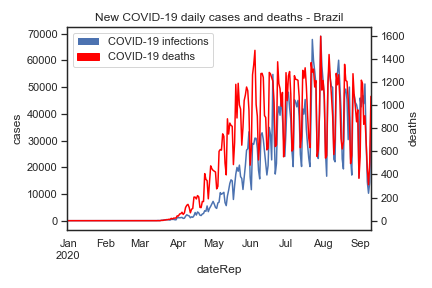 New COVID-19 daily cases and deaths - Brazil
COVID-19 infections
COVID-19 deaths
70000
60000
50000
40000
30000
20000
10000
0
cases
1600
1400
1200
1000
800
600
400
200
0
deaths
Jan Feb Mar Apr May Jun Jul Aug Sep
2020
dateRep